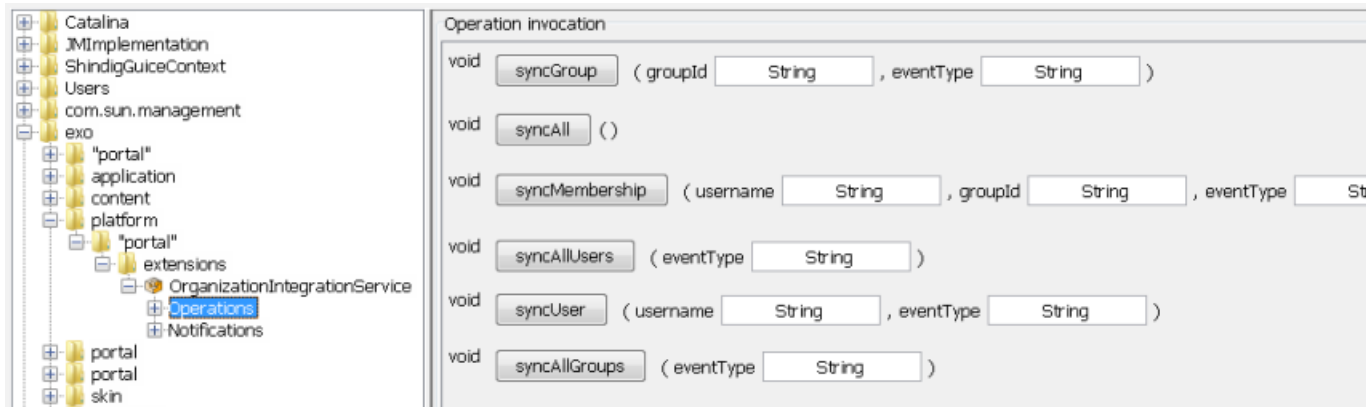 Catalina
JMImplementation
ShindigGuiceContext
Users
com.sun.management
exo
"portal"
application
content
platform
"portal"
extensions
OrganizationIntegrationService
Operations
Notifications
portal
portal
skin
Operation invocation
void syncGroup ( groupId String , eventType String )
void syncAll ()
void syncMembership ( username String , groupId String , eventType St
void syncAllUsers ( eventType String )
void syncUser ( username String , eventType String )
void syncAllGroups ( eventType String )